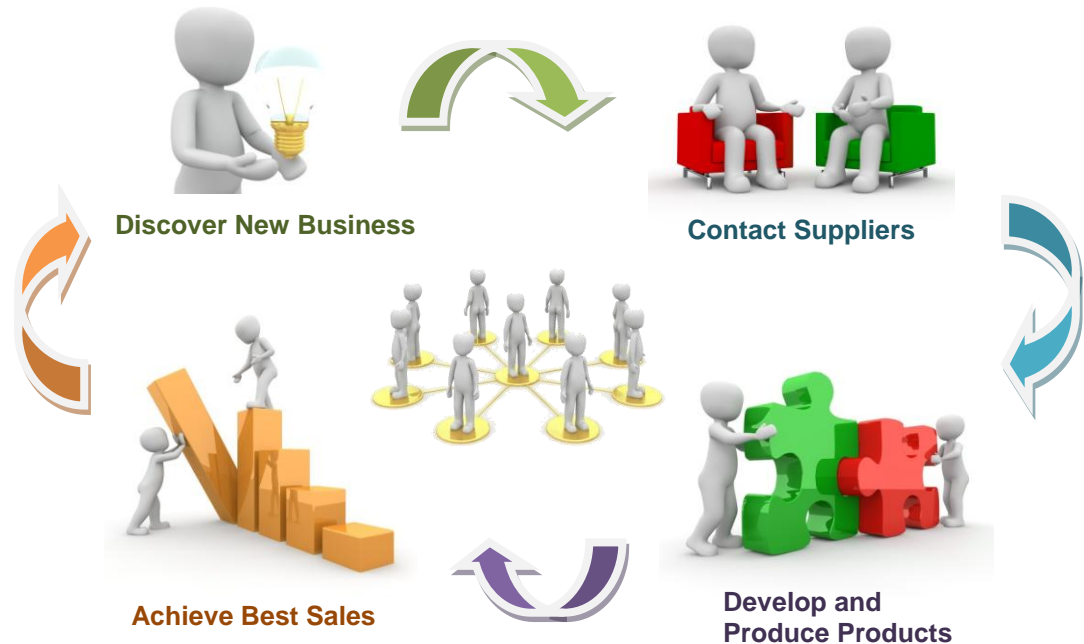 Discover New Business
Contact Suppliers
Achieve Best Sales
Develop and
Produce Products